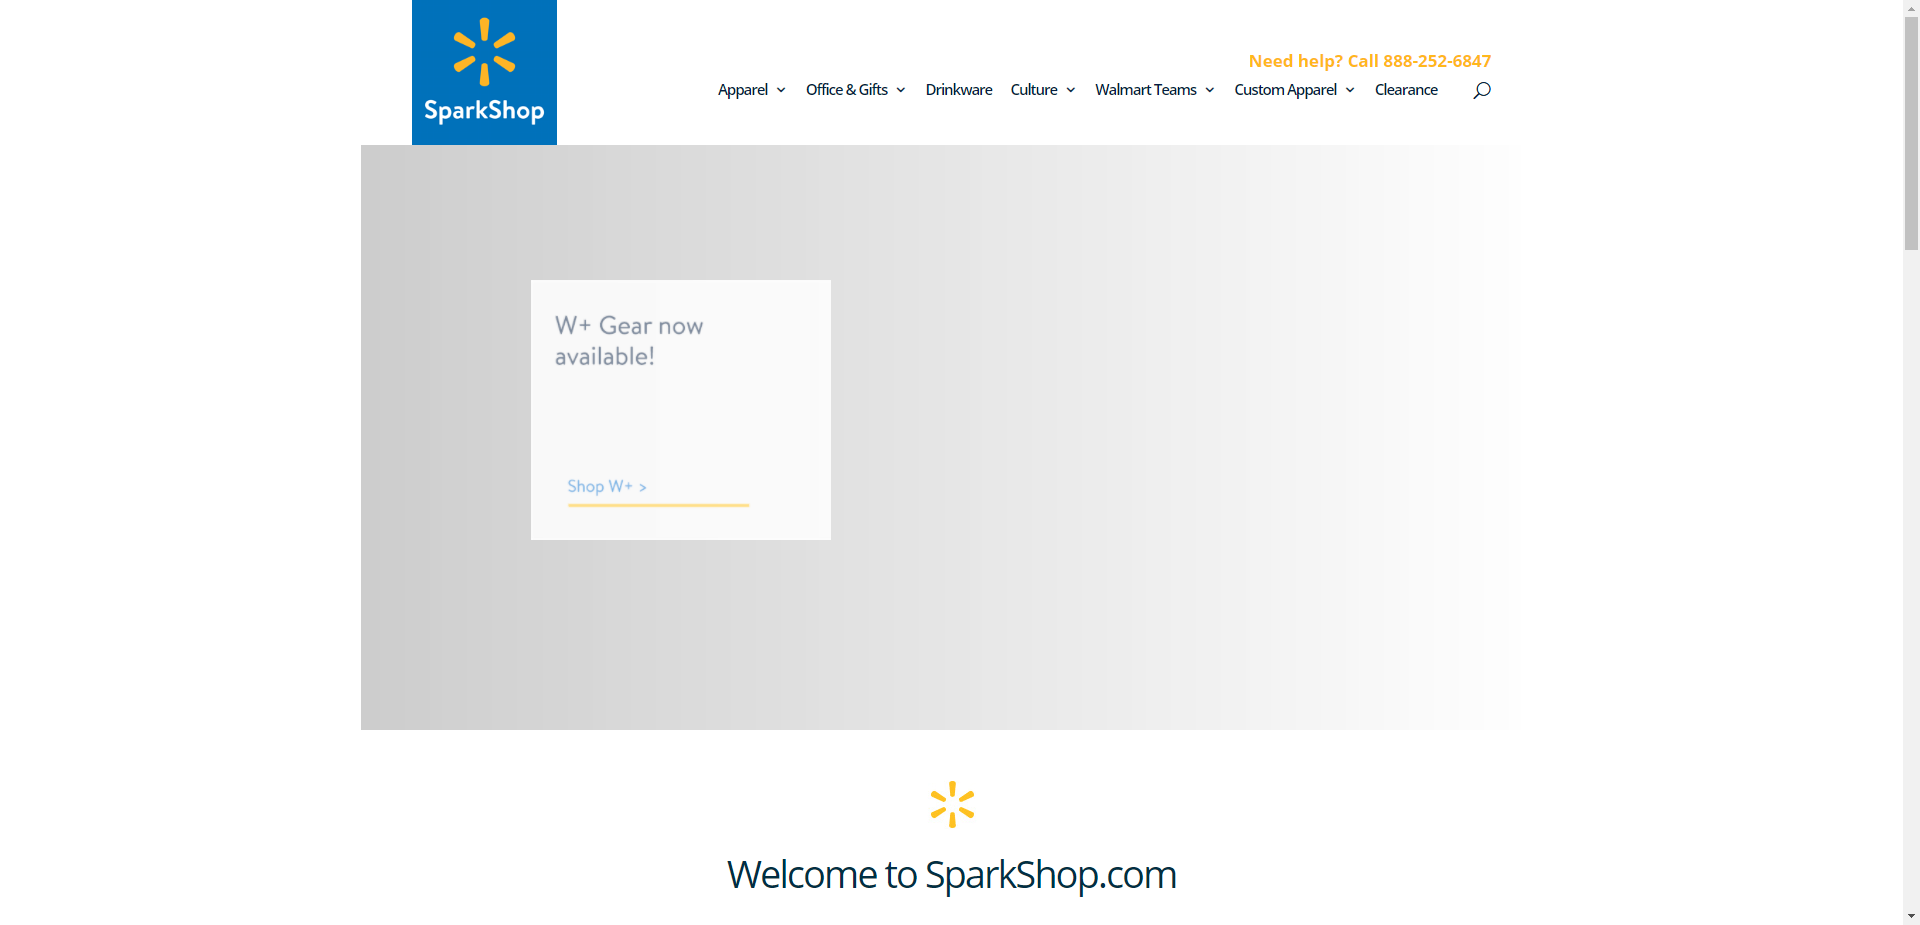 SparkShop
Need help? Call 888-252-6847
Apparel Office & Gifts Drinkware Culture Walmart Teams Custom Apparel Clearance
W+ Gear now
available!
Shop W+ >
Welcome to SparkShop.com